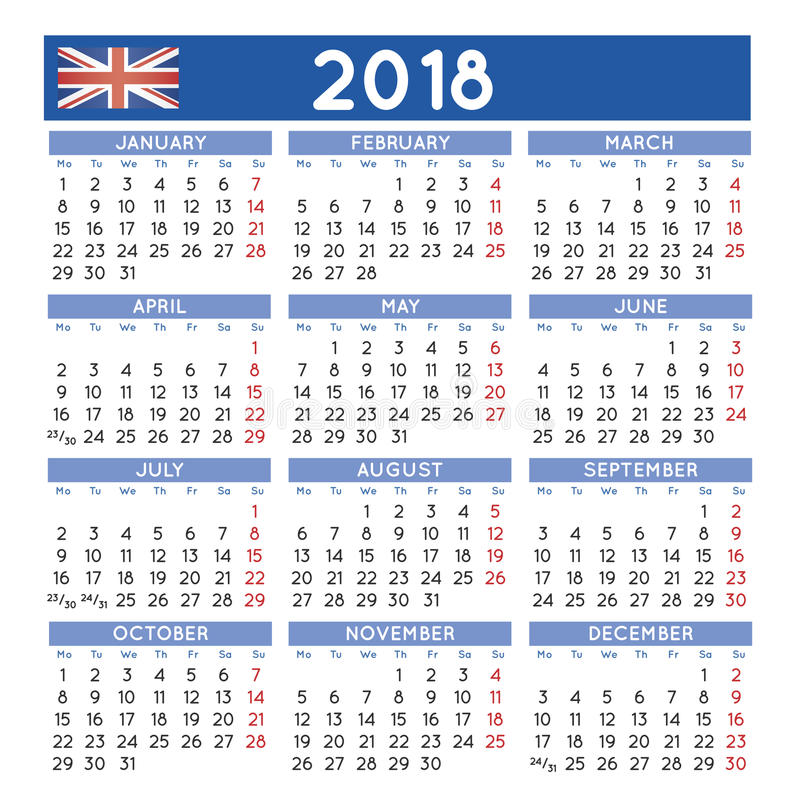 2018
JANUARY
Mo Tu We Th Fr Sa Su
1 2 3 4 5 6 7
8 9 10 11 12 13 14
15 16 17 18 19 20 21
22 23 24 25 26 27 28
29 30 31
FEBRUARY
Mo Tu We Th Fr Sa Su
1 2 3 4
5 6 7 8 9 10 11
12 13 14 15 16 17 18
19 20 21 22 23 24 25
26 27 28
MARCH
Mo Tu We Th Fr Sa Su
1 2 3 4
5 6 7 8 9 10 11
12 13 14 15 16 17 18
19 20 21 22 23 24 25
26 27 28 29 30 31
APRIL
Mo Tu We Th Fr Sa Su
1
2 3 4 5 6 7 8
9 10 11 12 13 14 15
16 17 18 19 20 21 22
23/30 24 25 26 27 28 29
MAY
Mo Tu We Th Fr Sa Su
1 2 3 4 5 6
7 8 9 10 11 12 13
14 15 16 17 18 19 20
21 22 23 24 25 26 27
28 29 30 31
JUNE
Mo Tu We Th Fr Sa Su
1 2 3
4 5 6 7 8 9 10
11 12 13 14 15 16 17
18 19 20 21 22 23 24
25 26 27 28 29 30
JULY
Mo Tu We Th Fr Sa Su
1
2 3 4 5 6 7 8
9 10 11 12 13 14 15
16 17 18 19 20 21 22
23/30 24/31 25 26 27 28 29
AUGUST
Mo Tu We Th Fr Sa Su
1 2 3 4 5
6 7 8 9 10 11 12
13 14 15 16 17 18 19
20 21 22 23 24 25 26
27 28 29 30 31
SEPTEMBER
Mo Tu We Th Fr Sa Su
1 2
3 4 5 6 7 8 9
10 11 12 13 14 15 16
17 18 19 20 21 22 23
24 25 26 27 28 29 30
OCTOBER
Mo Tu We Th Fr Sa Su
1 2 3 4 5 6 7
8 9 10 11 12 13 14
15 16 17 18 19 20 21
22 23 24 25 26 27 28
29 30 31
NOVEMBER
Mo Tu We Th Fr Sa Su
1 2 3 4
5 6 7 8 9 10 11
12 13 14 15 16 17 18
19 20 21 22 23 24 25
26 27 28 29 30
DECEMBER
Mo Tu We Th Fr Sa Su
1 2
3 4 5 6 7 8 9
10 11 12 13 14 15 16
17 18 19 20 21 22 23
24/31 25 26 27 28 29 30